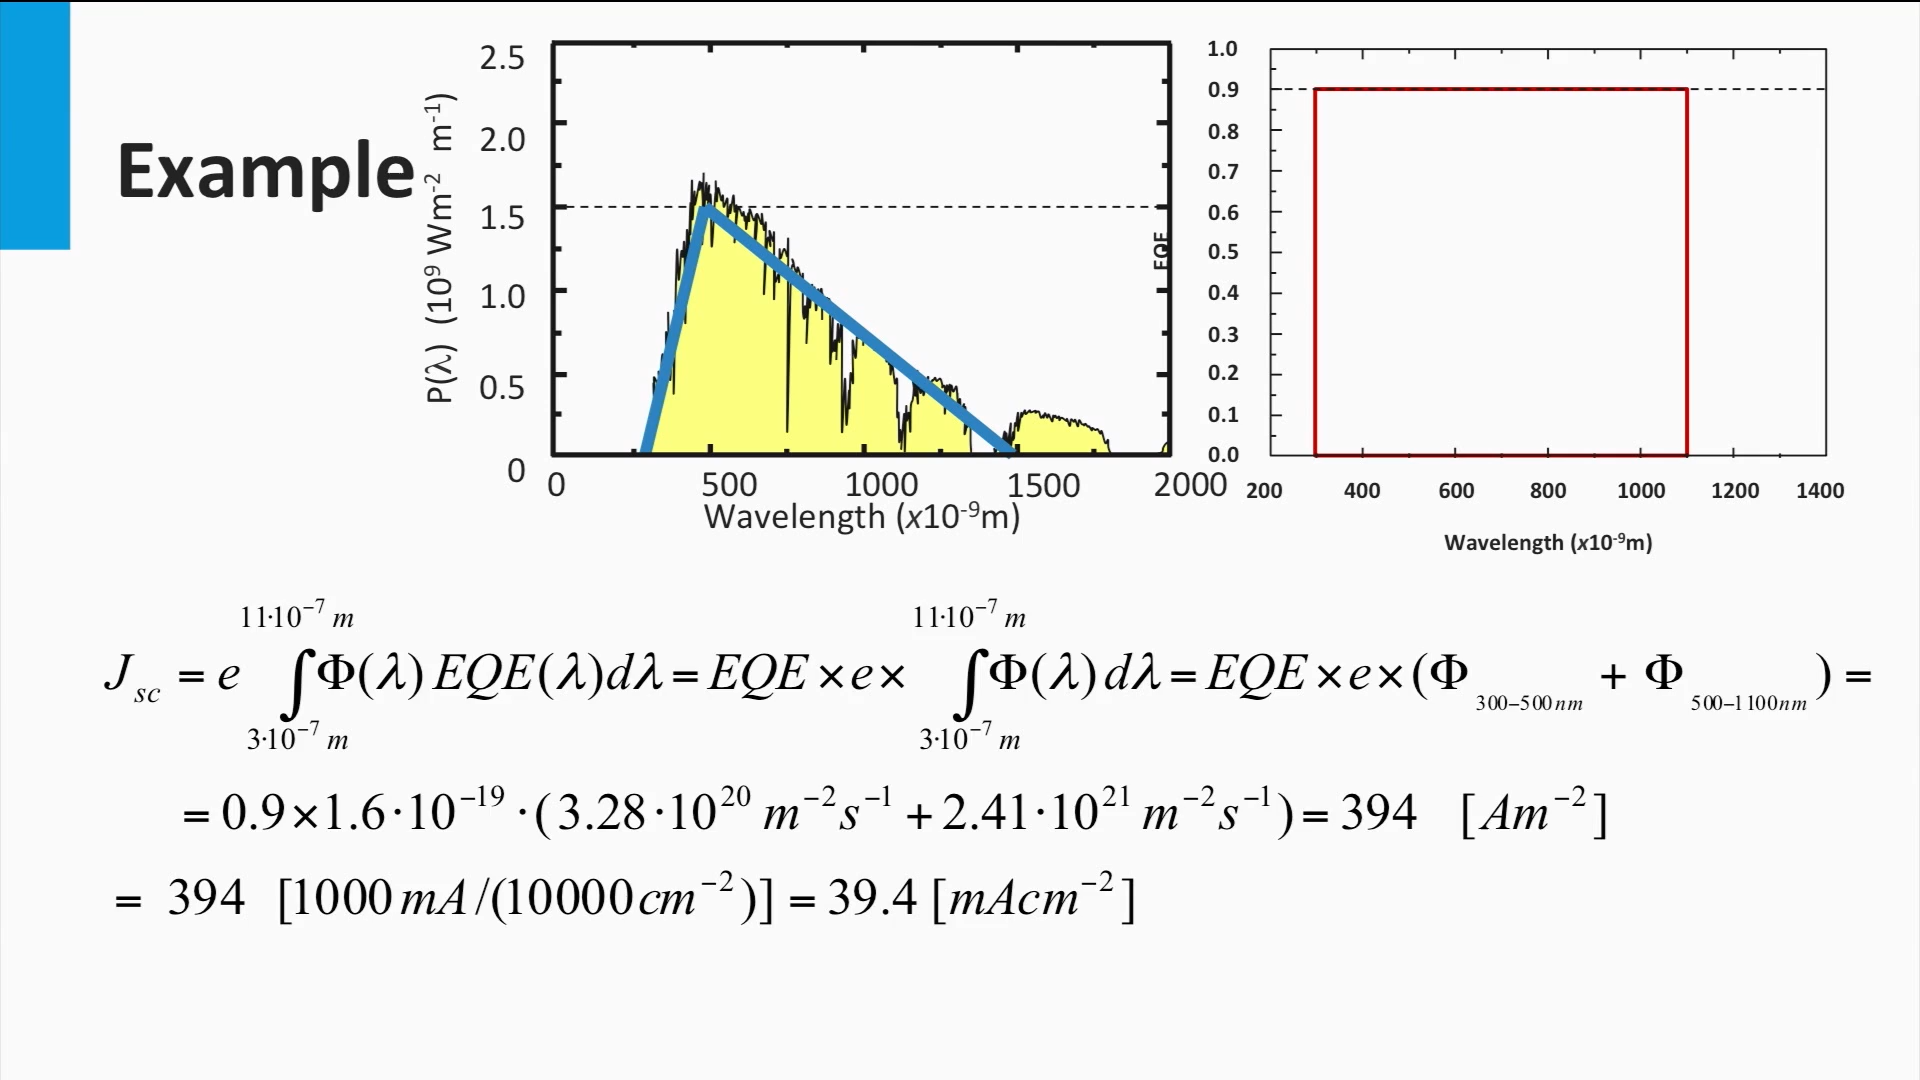 Example
P(λ) (10⁹ Wm⁻² m⁻¹)
2.5
2.0
1.5
1.0
0.5
0
0 500 1000 1500 2000
Wavelength (x10⁻⁹m)
EQE
1.0
0.9
0.8
0.7
0.6
0.5
0.4
0.3
0.2
0.1
0.0
200 400 600 800 1000 1200 1400
Wavelength (x10⁻⁹m)
J_sc = e ∫_{3·10⁻⁷ m}^{11·10⁻⁷ m} Φ(λ) EQE(λ)dλ = EQE × e × ∫_{3·10⁻⁷ m}^{11·10⁻⁷ m} Φ(λ) dλ = EQE × e × (Φ_{300–500nm} + Φ_{500–1100nm}) =
= 0.9×1.6·10⁻¹⁹ ·(3.28·10²⁰ m⁻²s⁻¹ + 2.41·10²¹ m⁻²s⁻¹) = 394 [Am⁻²]
= 394 [1000mA/(10000cm⁻²)] = 39.4 [mAcm⁻²]